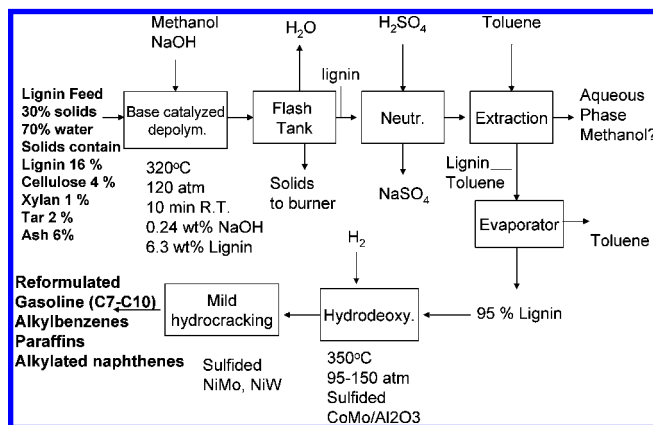 Methanol
NaOH
H2O
H2SO4
Toluene
lignin
Lignin Feed
30% solids
70% water
Solids contain
Lignin 16 %
Cellulose 4 %
Xylan 1 %
Tar 2 %
Ash 6%
Base catalyzed
depolym.
Flash
Tank
Neutr.
Extraction
Aqueous
Phase
Methanol?
320oC
120 atm
10 min R.T.
0.24 wt% NaOH
6.3 wt% Lignin
Solids
to burner
NaSO4
Lignin__
Toluene
Evaporator
Toluene
H2
Reformulated
Gasoline (C7-C10)
Alkylbenzenes
Paraffins
Alkylated naphthenes
Mild
hydrocracking
Hydrodeoxy.
95 % Lignin
Sulfided
NiMo, NiW
350oC
95-150 atm
Sulfided
CoMo/Al2O3